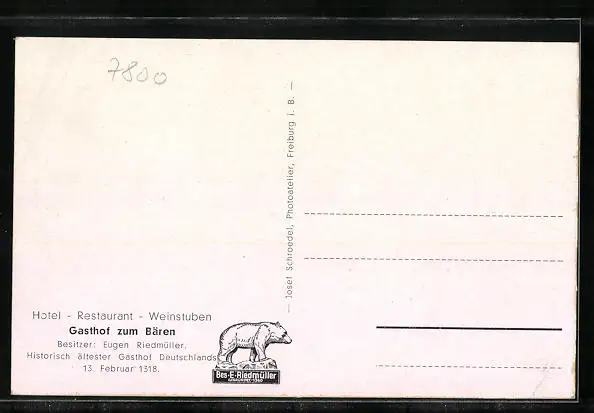 7800
— Josef Schroedel, Photoatelier, Freiburg i. B. —
Hotel - Restaurant - Weinstuben
Gasthof zum Bären
Besitzer: Eugen Riedmüller.
Historisch ältester Gasthof Deutschlands
13. Februar 1318.
Bes·E·Riedmüller